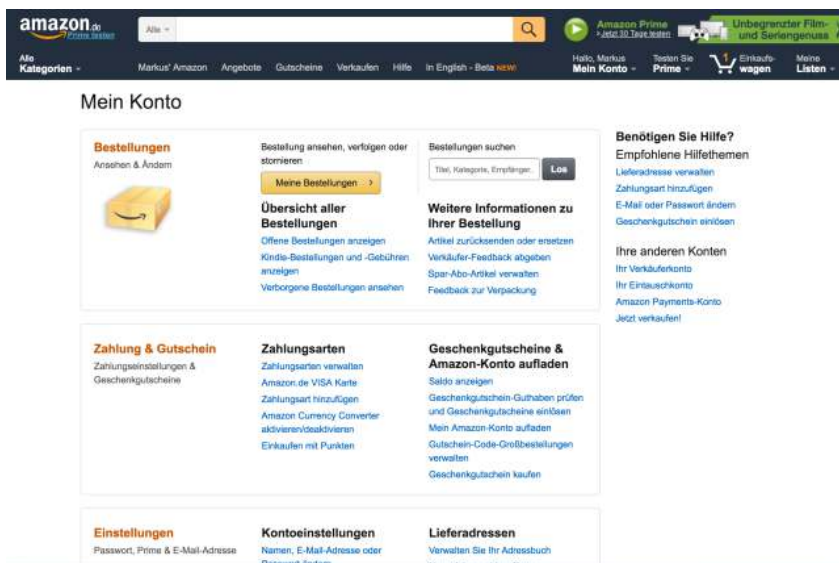 amazon.de
Prime testen
Alle
Amazon Prime
Jetzt 30 Tage testen
Unbegrenzter Film-
und Seriengenuss
Alle
Kategorien
Markus' Amazon
Angebote
Gutscheine
Verkaufen
Hilfe
In English - Beta NEW!
Hallo, Markus
Mein Konto
Testen Sie
Prime
1
Einkaufs-
wagen
Meine
Listen
Mein Konto
Bestellungen
Ansehen & Ändern
Bestellung ansehen, verfolgen oder
stornieren
Meine Bestellungen
Übersicht aller
Bestellungen
Offene Bestellungen anzeigen
Kindle-Bestellungen und -Gebühren
anzeigen
Verborgene Bestellungen ansehen
Bestellungen suchen
Titel, Kategorie, Empfänger,
Los
Weitere Informationen zu
Ihrer Bestellung
Artikel zurücksenden oder ersetzen
Verkäufer-Feedback abgeben
Spar-Abo-Artikel verwalten
Feedback zur Verpackung
Benötigen Sie Hilfe?
Empfohlene Hilfethemen
Lieferadresse verwalten
Zahlungsart hinzufügen
E-Mail oder Passwort ändern
Geschenkgutschein einlösen
Ihre anderen Konten
Ihr Verkäuferkonto
Ihr Eintauschkonto
Amazon Payments-Konto
Jetzt verkaufen!
Zahlung & Gutschein
Zahlungseinstellungen &
Geschenkgutscheine
Zahlungsarten
Zahlungsarten verwalten
Amazon.de VISA Karte
Zahlungsart hinzufügen
Amazon Currency Converter
aktivieren/deaktivieren
Einkaufen mit Punkten
Geschenkgutscheine &
Amazon-Konto aufladen
Saldo anzeigen
Geschenkgutschein-Guthaben prüfen
und Geschenkgutscheine einlösen
Mein Amazon-Konto aufladen
Gutschein-Code-Großbestellungen
verwalten
Geschenkgutschein kaufen
Einstellungen
Passwort, Prime & E-Mail-Adresse
Kontoeinstellungen
Namen, E-Mail-Adresse oder
Lieferadressen
Verwalten Sie Ihr Adressbuch